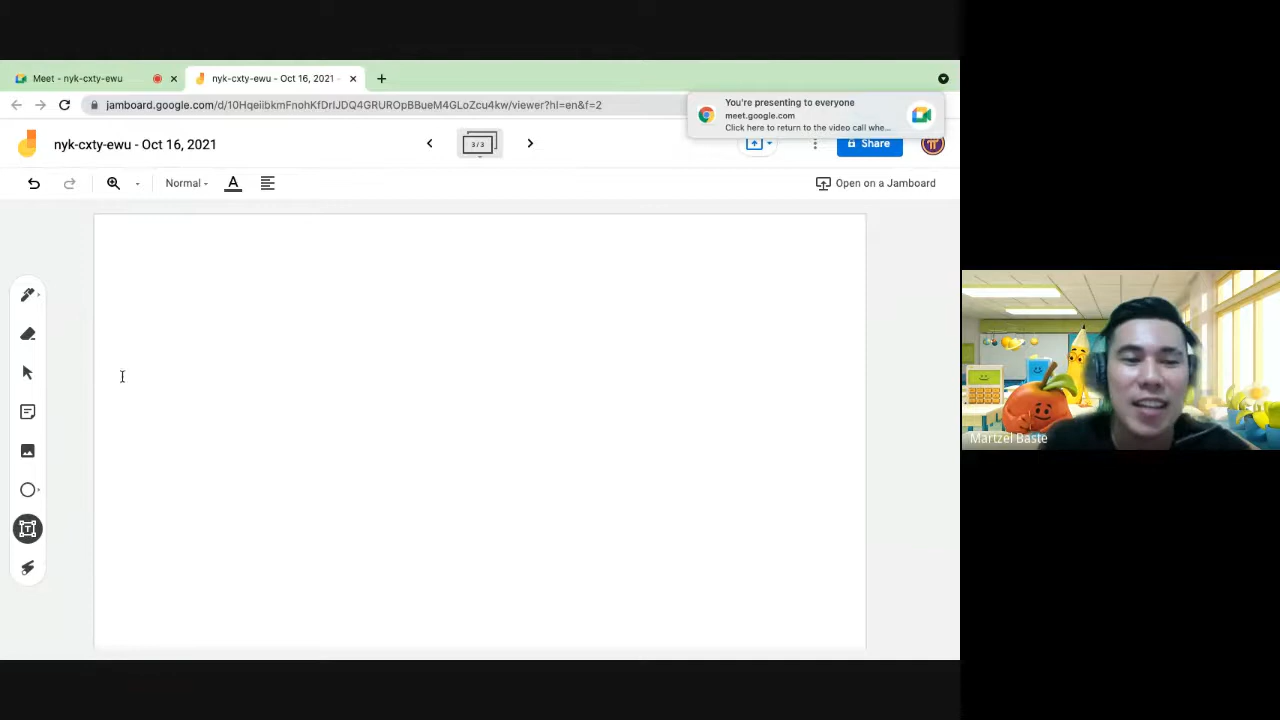 Meet - nyk-cxty-ewu
nyk-cxty-ewu - Oct 16, 2021 -
jamboard.google.com/d/10HqeiibkmFnohKfDrIJDQ4GRUROpBBueM4GLoZcu4kw/viewer?hl=en&f=2
You're presenting to everyone
meet.google.com
Click here to return to the video call whe...
nyk-cxty-ewu - Oct 16, 2021
3/3
Share
Normal
A
Open on a Jamboard
T
Martzel Baste